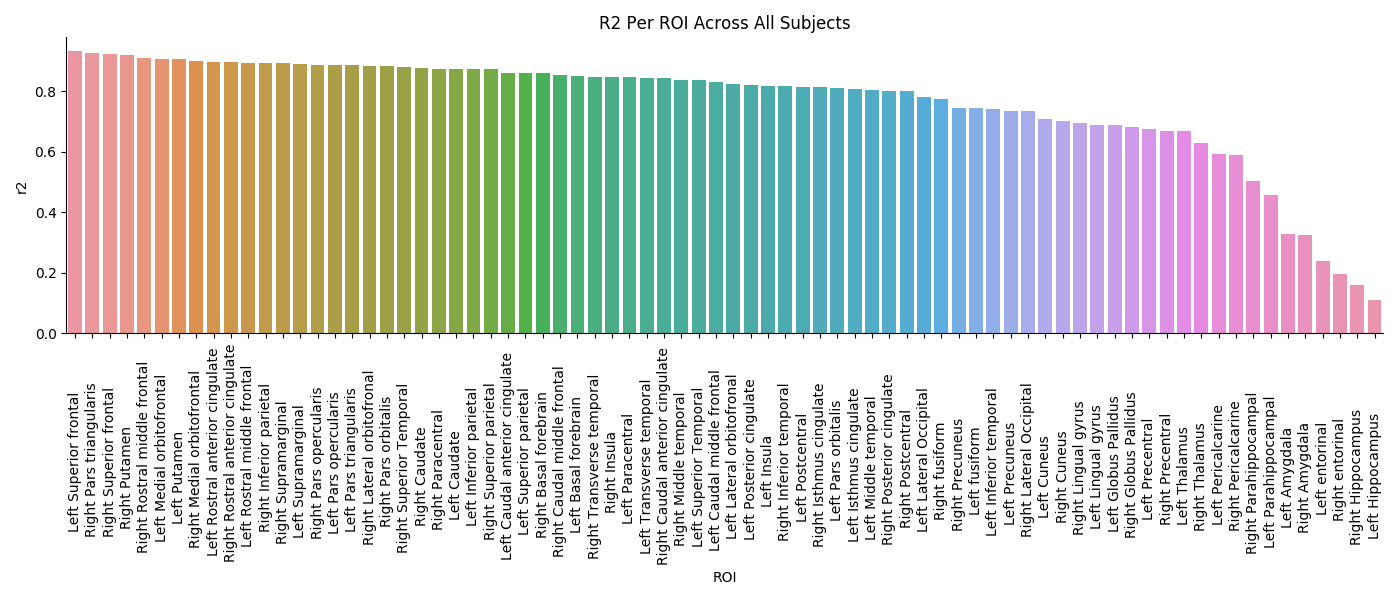 R2 Per ROI Across All Subjects
r2
0.8
0.6
0.4
0.2
0.0
Left Superior frontal
Right Pars triangularis
Right Superior frontal
Right Putamen
Right Rostral middle frontal
Left Medial orbitofrontal
Left Putamen
Right Medial orbitofrontal
Left Rostral anterior cingulate
Right Rostral anterior cingulate
Left Rostral middle frontal
Right Inferior parietal
Right Supramarginal
Left Supramarginal
Right Pars opercularis
Left Pars opercularis
Left Pars triangularis
Right Lateral orbitofronal
Right Pars orbitalis
Right Superior Temporal
Right Caudate
Right Paracentral
Left Caudate
Left Inferior parietal
Right Superior parietal
Left Caudal anterior cingulate
Left Superior parietal
Right Basal forebrain
Right Caudal middle frontal
Left Basal forebrain
Right Transverse temporal
Right Insula
Left Paracentral
Left Transverse temporal
Right Caudal anterior cingulate
Right Middle temporal
Left Superior Temporal
Left Caudal middle frontal
Left Lateral orbitofronal
Left Posterior cingulate
Left Insula
Right Inferior temporal
Left Postcentral
Right Isthmus cingulate
Left Pars orbitalis
Left Isthmus cingulate
Left Middle temporal
Right Posterior cingulate
Right Postcentral
Left Lateral Occipital
Right fusiform
Right Precuneus
Left fusiform
Left Inferior temporal
Left Precuneus
Right Lateral Occipital
Left Cuneus
Right Cuneus
Right Lingual gyrus
Left Lingual gyrus
Left Globus Pallidus
Right Globus Pallidus
Left Precentral
Right Precentral
Left Thalamus
Right Thalamus
Left Pericalcarine
Right Pericalcarine
Right Parahippocampal
Left Parahippocampal
Left Amygdala
Right Amygdala
Left entorinal
Right entorinal
Right Hippocampus
Left Hippocampus
ROI